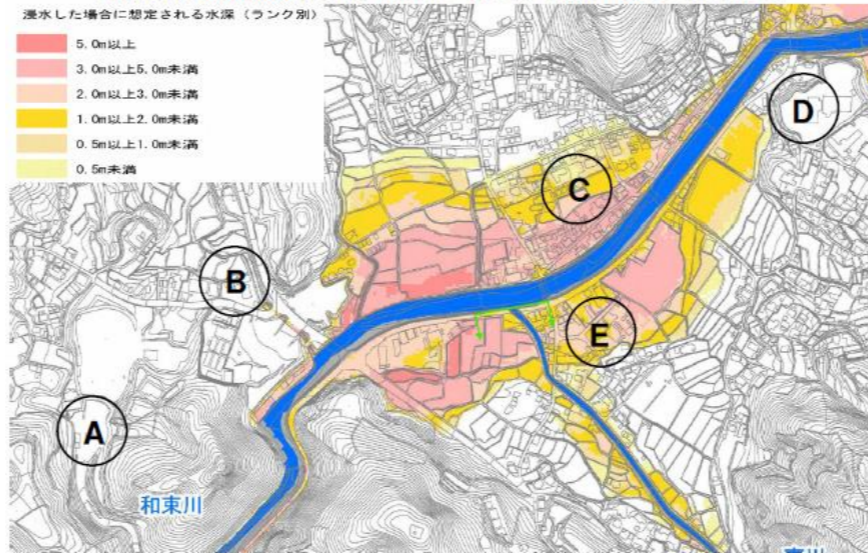 浸水した場合に想定される水深（ランク別）
5.0m以上
3.0m以上5.0m未満
2.0m以上3.0m未満
1.0m以上2.0m未満
0.5m以上1.0m未満
0.5m未満
D
C
B
E
A
和束川